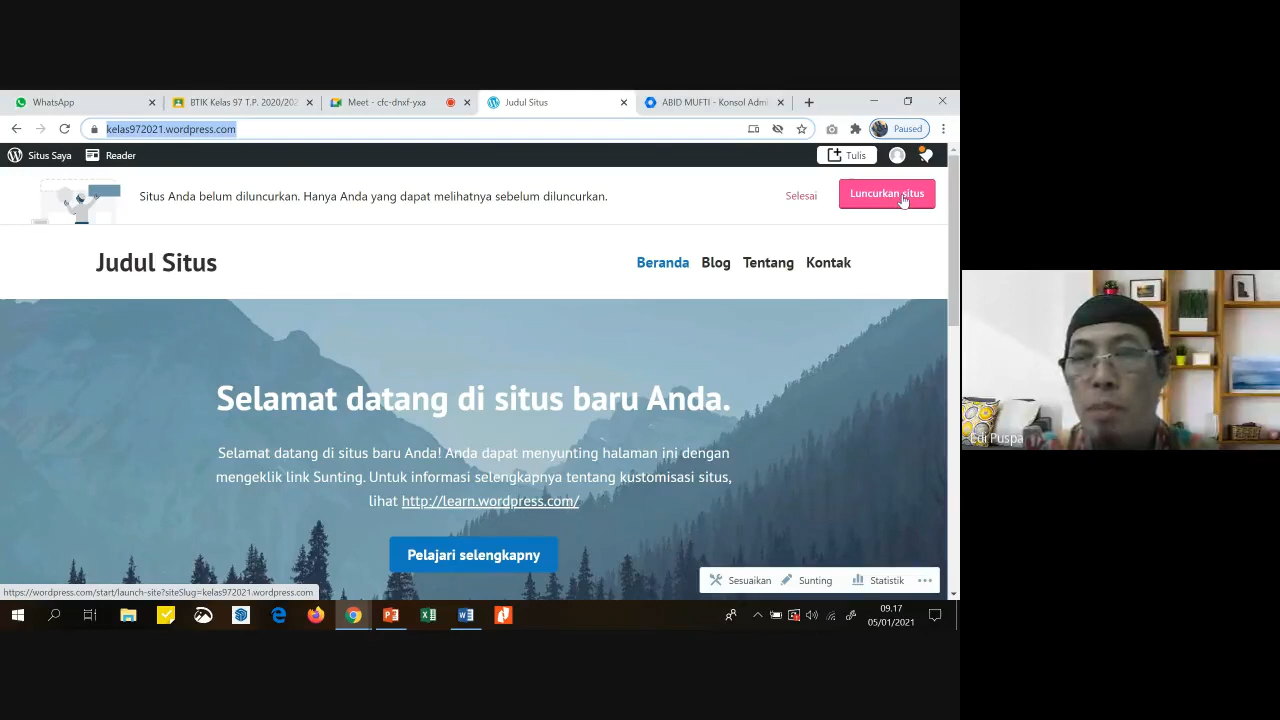 WhatsApp
BTIK Kelas 97 T.P. 2020/202
Meet - cfc-dnxf-yxa
Judul Situs
ABID MUFTI - Konsol Admi
kelas972021.wordpress.com
Paused
Situs Saya
Reader
Tulis
Situs Anda belum diluncurkan. Hanya Anda yang dapat melihatnya sebelum diluncurkan.
Selesai
Luncurkan situs
Judul Situs
Beranda Blog Tentang Kontak
Selamat datang di situs baru Anda.
Selamat datang di situs baru Anda! Anda dapat menyunting halaman ini dengan
mengeklik link Sunting. Untuk informasi selengkapnya tentang kustomisasi situs,
lihat http://learn.wordpress.com/
Pelajari selengkapny
Sesuaikan
Sunting
Statistik
https://wordpress.com/start/launch-site?siteSlug=kelas972021.wordpress.com
09.17
05/01/2021
Edi Puspa